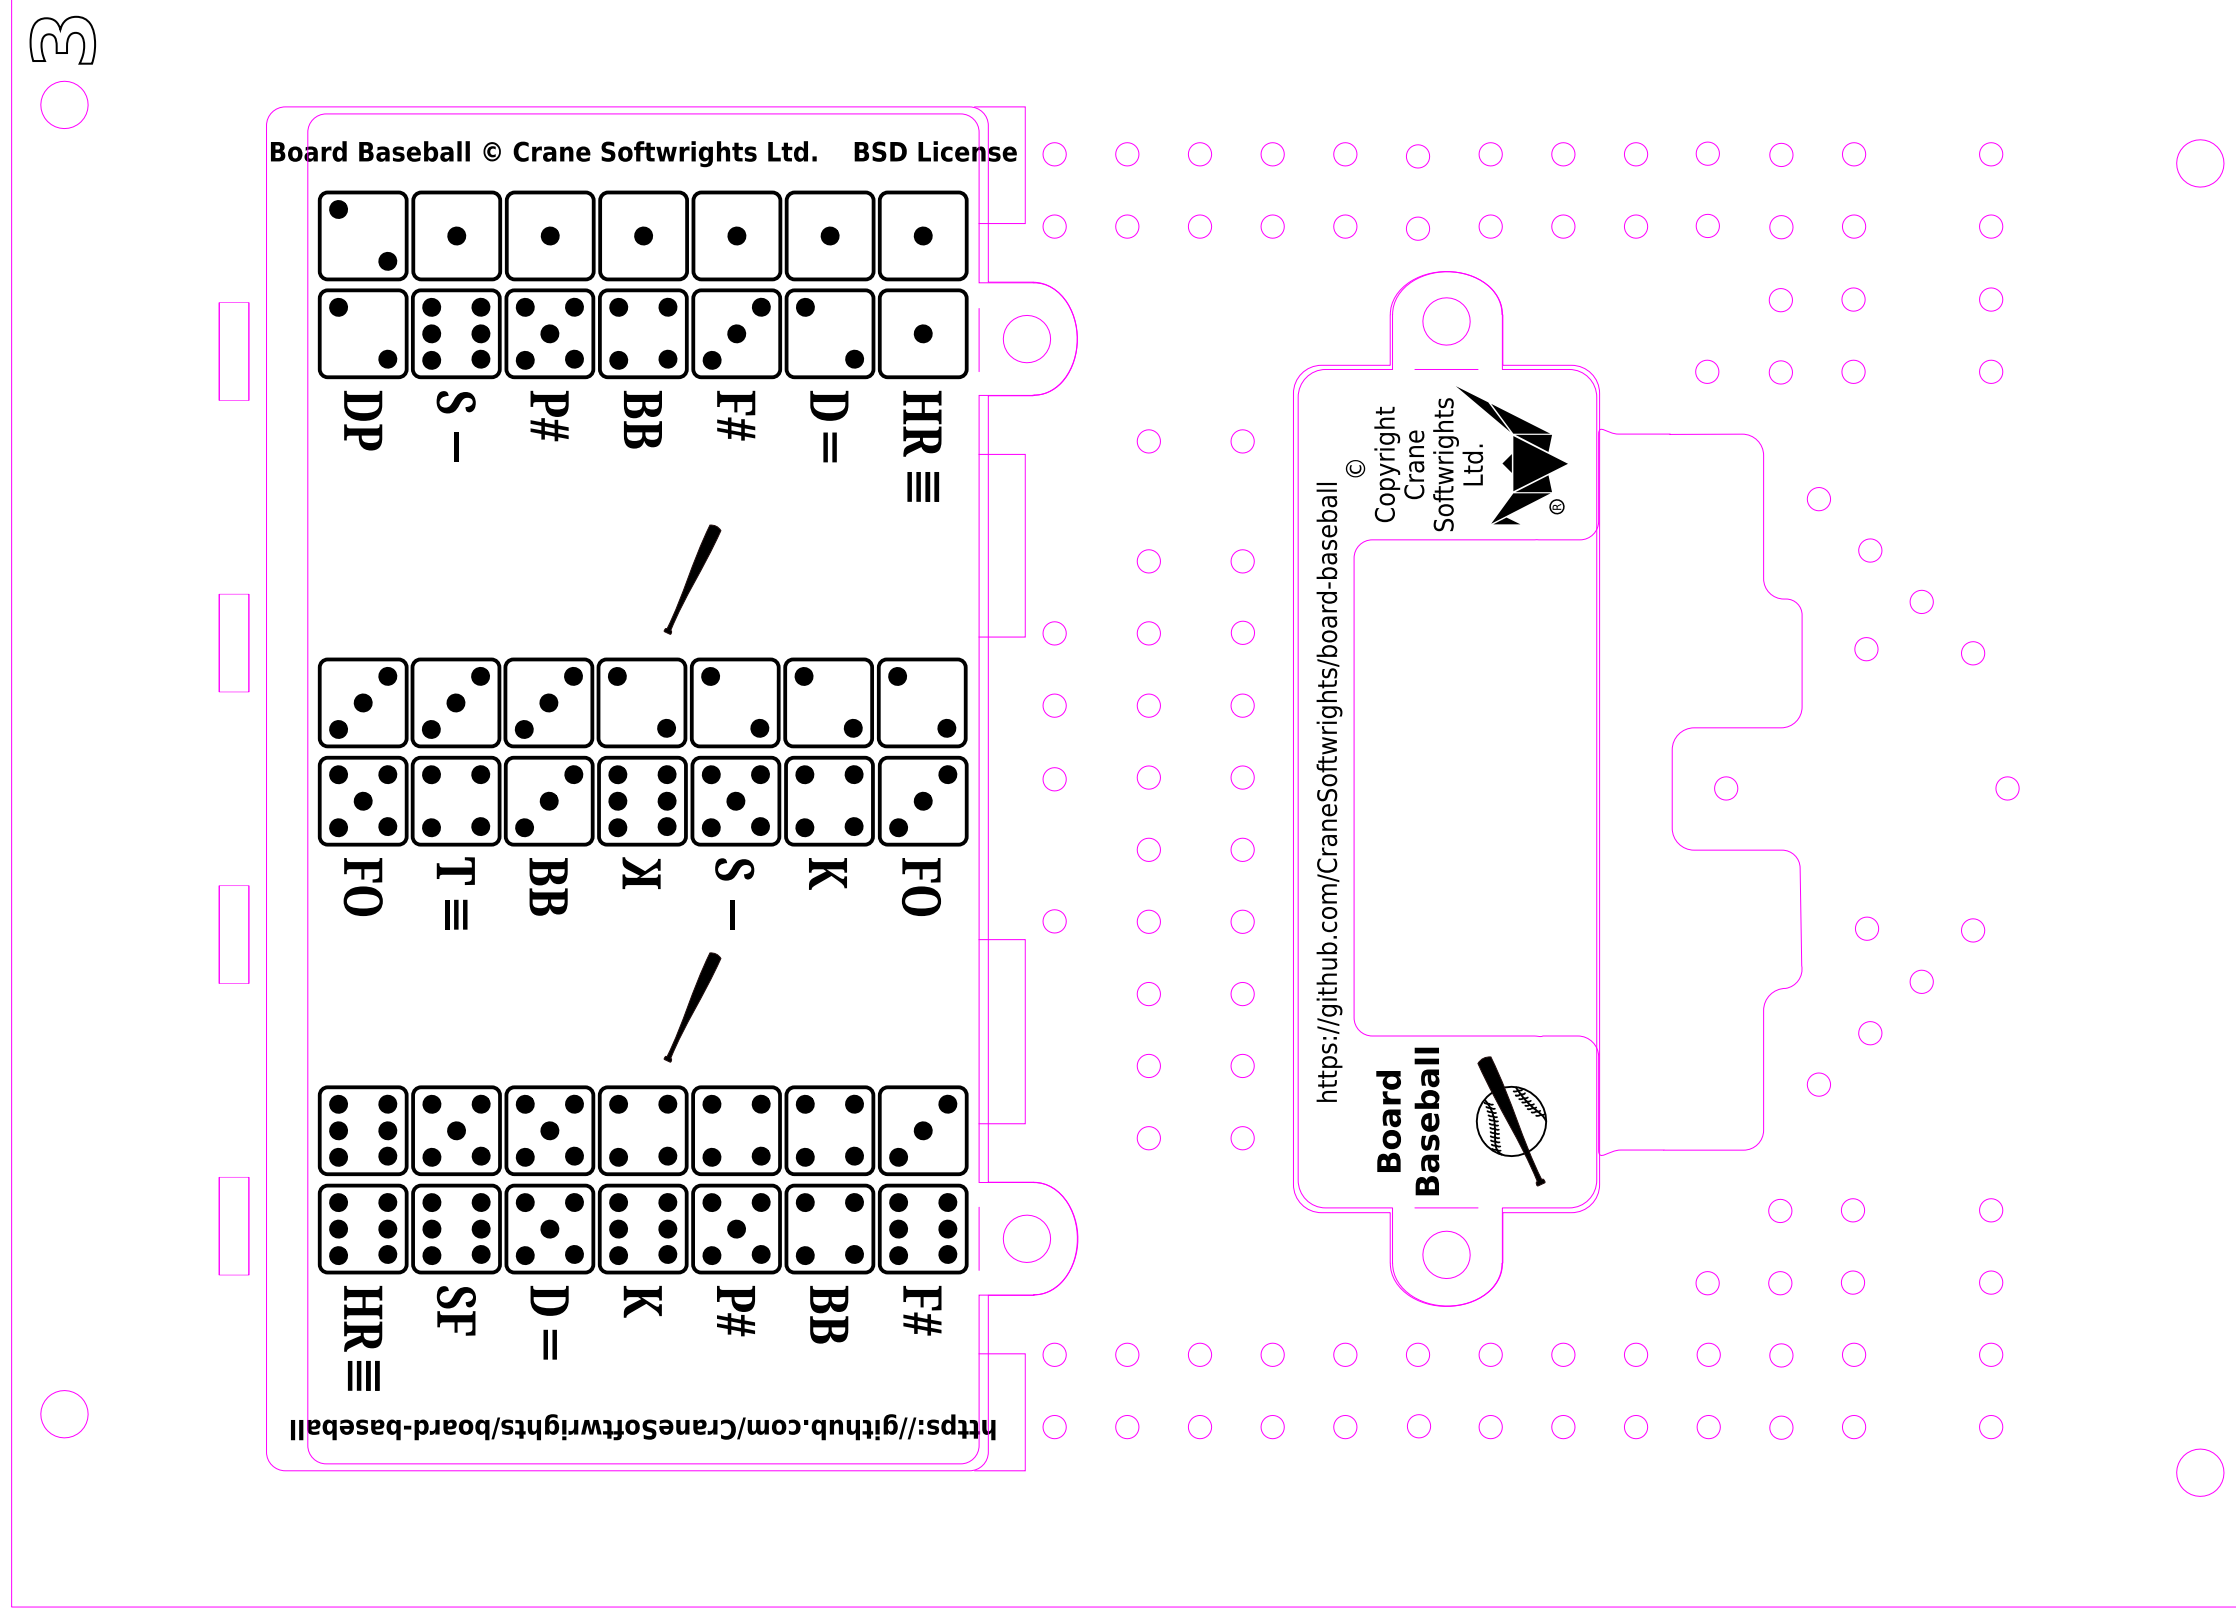 3
Board Baseball © Crane Softwrights Ltd. BSD License
DP
S –
P#
BB
F#
D =
HR ≣
FO
T ≡
BB
ꓘ
S –
K
FO
HR ≣
SF
D =
K
P#
BB
F#
https://github.com/CraneSoftwrights/board-baseball
https://github.com/CraneSoftwrights/board-baseball
©
Copyright
Crane
Softwrights
Ltd.
®
Board
Baseball